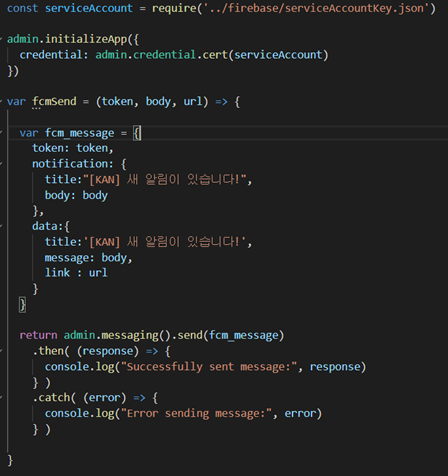 const serviceAccount = require('../firebase/serviceAccountKey.json')
admin.initializeApp({
credential: admin.credential.cert(serviceAccount)
})
var fcmSend = (token, body, url) => {
var fcm_message = {
token: token,
notification: {
title:"[KAN] 새 알림이 있습니다!",
body: body
},
data:{
title:'[KAN] 새 알림이 있습니다!',
message: body,
link : url
}
}
return admin.messaging().send(fcm_message)
.then( (response) => {
console.log("Successfully sent message:", response)
} )
.catch( (error) => {
console.log("Error sending message:", error)
} )
}